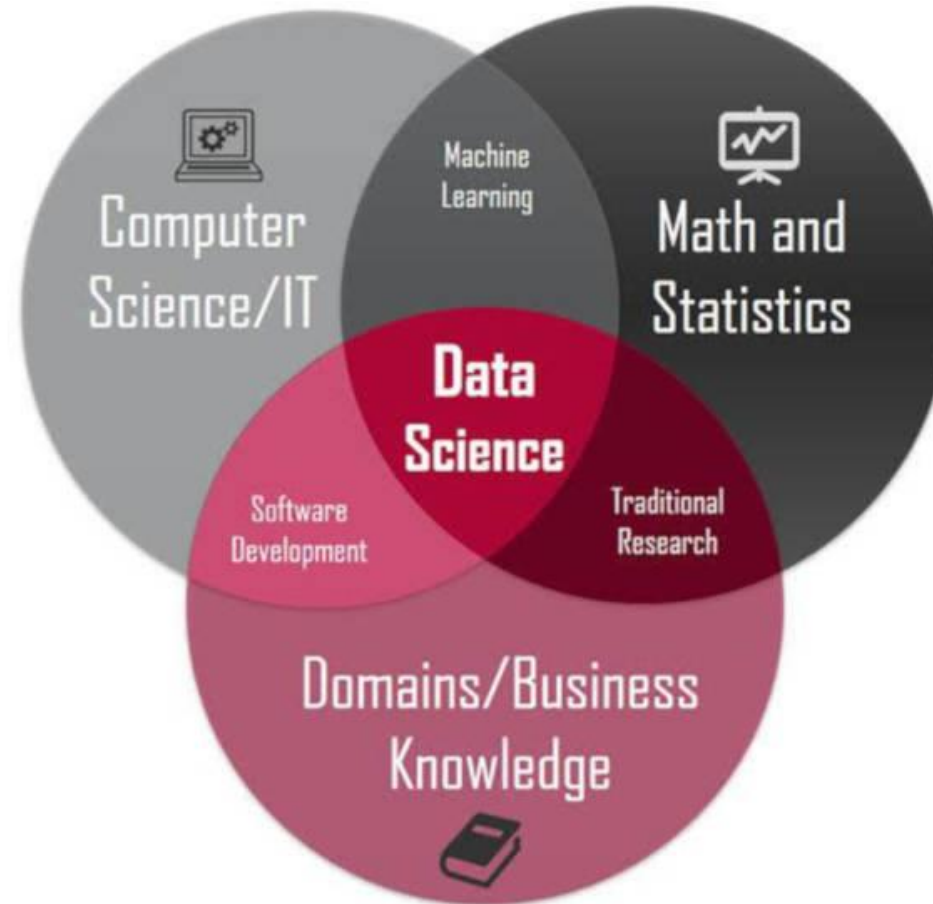 Machine
Learning
Computer
Science/IT
Math and
Statistics
Data
Science
Software
Development
Traditional
Research
Domains/Business
Knowledge